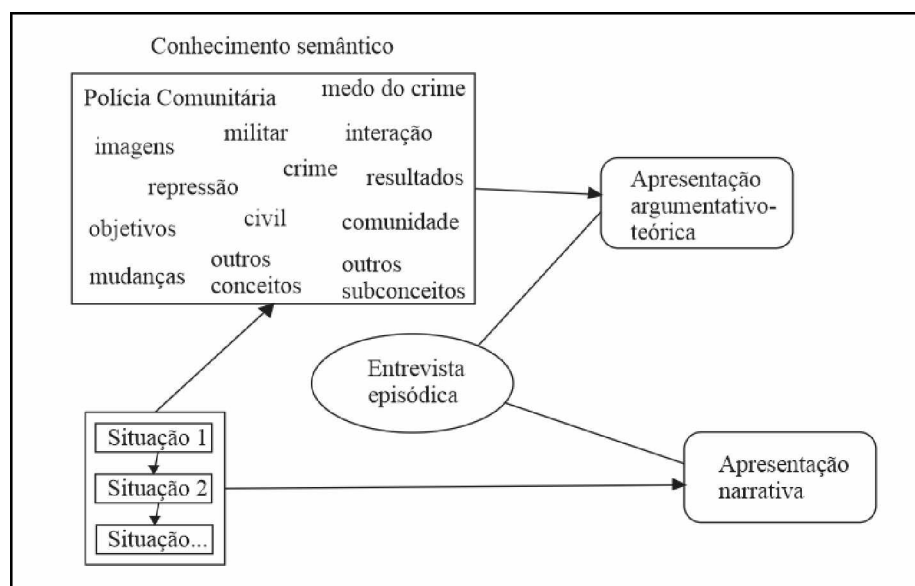 Conhecimento semântico
Polícia Comunitária
medo do crime
imagens
militar
interação
crime
repressão
resultados
objetivos
civil
comunidade
mudanças
outros
conceitos
outros
subconceitos
Apresentação
argumentativo-
teórica
Entrevista
episódica
Situação 1
Situação 2
Situação...
Apresentação
narrativa